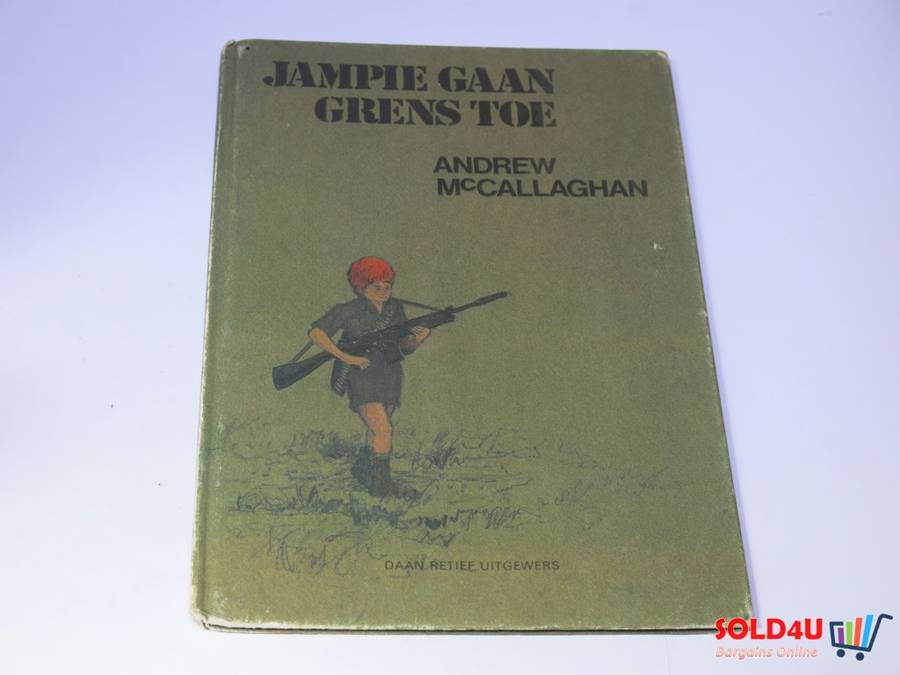 JAMPIE GAAN
GRENS TOE
ANDREW
McCALLAGHAN
DAAN RETIEF UITGEWERS
SOLD4U
Bargains Online